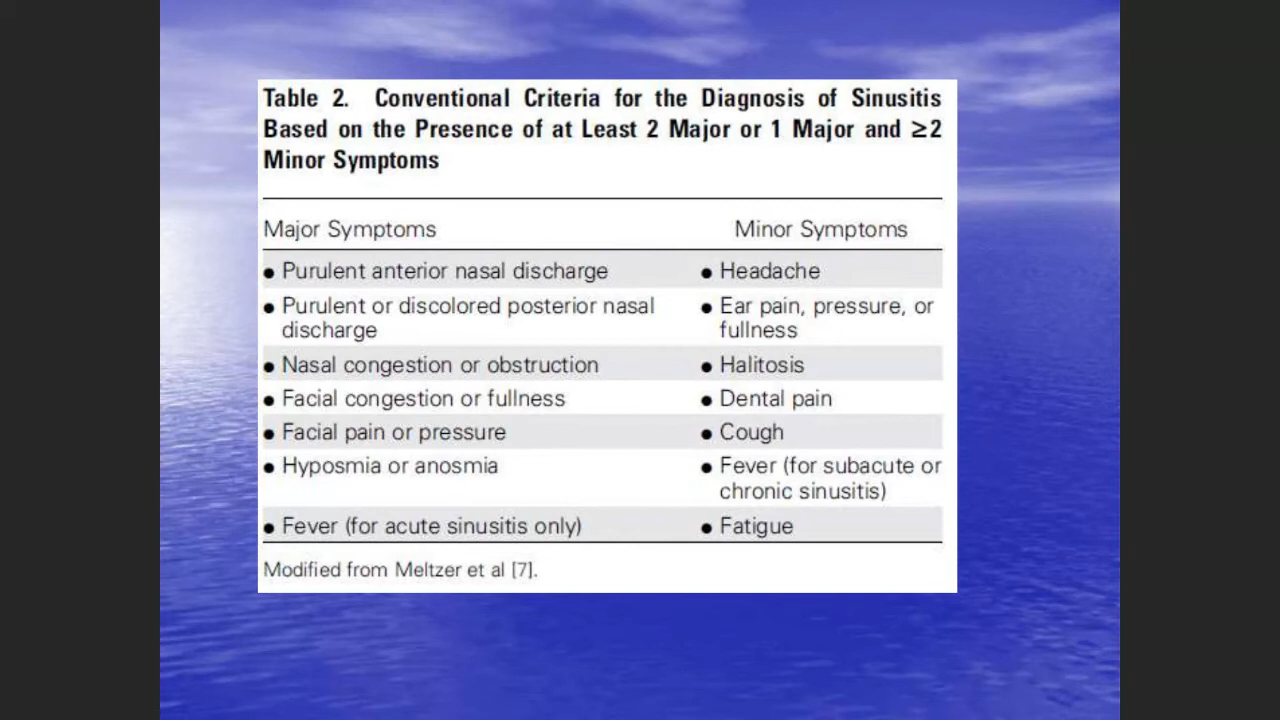 Table 2. Conventional Criteria for the Diagnosis of Sinusitis
Based on the Presence of at Least 2 Major or 1 Major and ≥2
Minor Symptoms
Major Symptoms Minor Symptoms
● Purulent anterior nasal discharge ● Headache
● Purulent or discolored posterior nasal ● Ear pain, pressure, or
discharge fullness
● Nasal congestion or obstruction ● Halitosis
● Facial congestion or fullness ● Dental pain
● Facial pain or pressure ● Cough
● Hyposmia or anosmia ● Fever (for subacute or
chronic sinusitis)
● Fever (for acute sinusitis only) ● Fatigue
Modified from Meltzer et al [7].